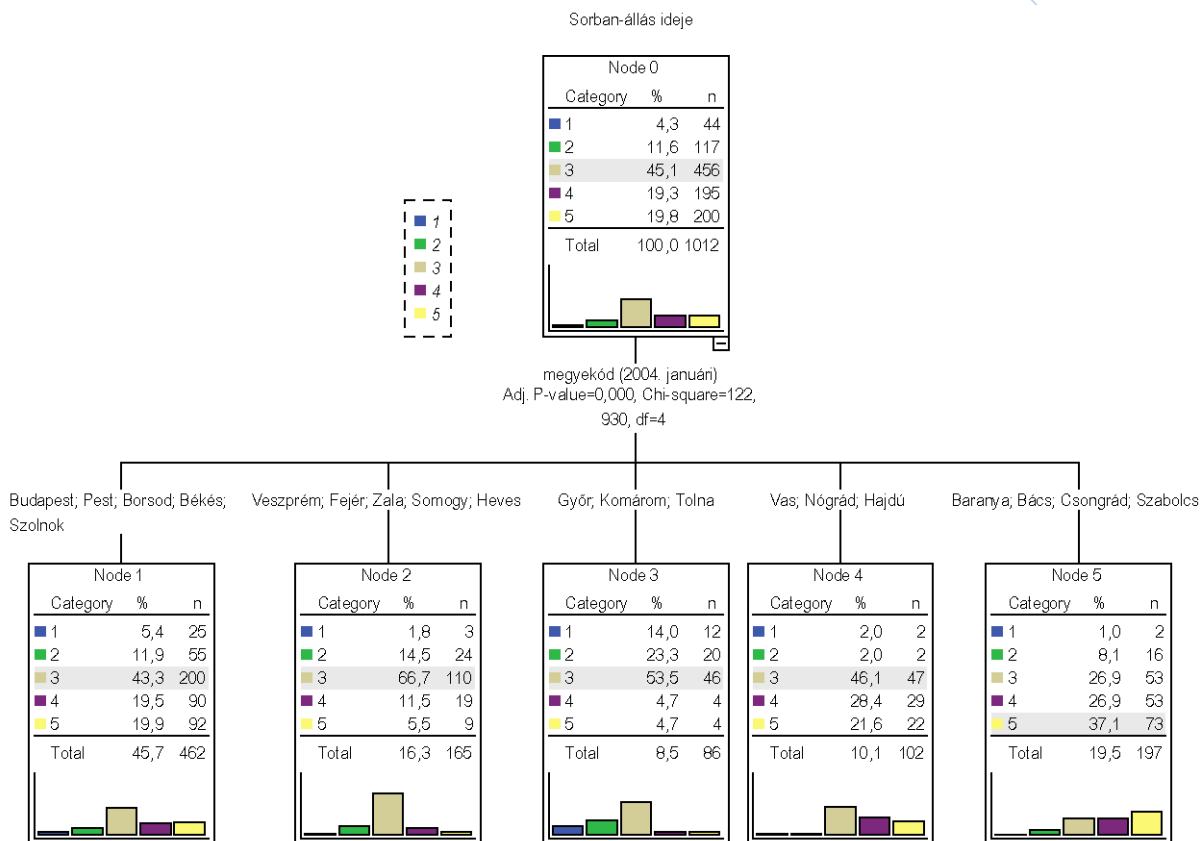 Sorban-állás ideje
Node 0
Category % n
1 4,3 44
2 11,6 117
3 45,1 456
4 19,3 195
5 19,8 200
Total 100,0 1012
1
2
3
4
5
megyekód (2004. januári)
Adj. P-value=0,000, Chi-square=122,
930, df=4
Budapest; Pest; Borsod; Békés;
Szolnok
Node 1
Category % n
1 5,4 25
2 11,9 55
3 43,3 200
4 19,5 90
5 19,9 92
Total 45,7 462
Veszprém; Fejér; Zala; Somogy; Heves
Node 2
Category % n
1 1,8 3
2 14,5 24
3 66,7 110
4 11,5 19
5 5,5 9
Total 16,3 165
Győr; Komárom; Tolna
Node 3
Category % n
1 14,0 12
2 23,3 20
3 53,5 46
4 4,7 4
5 4,7 4
Total 8,5 86
Vas; Nógrád; Hajdú
Node 4
Category % n
1 2,0 2
2 2,0 2
3 46,1 47
4 28,4 29
5 21,6 22
Total 10,1 102
Baranya; Bács; Csongrád; Szabolcs
Node 5
Category % n
1 1,0 2
2 8,1 16
3 26,9 53
4 26,9 53
5 37,1 73
Total 19,5 197